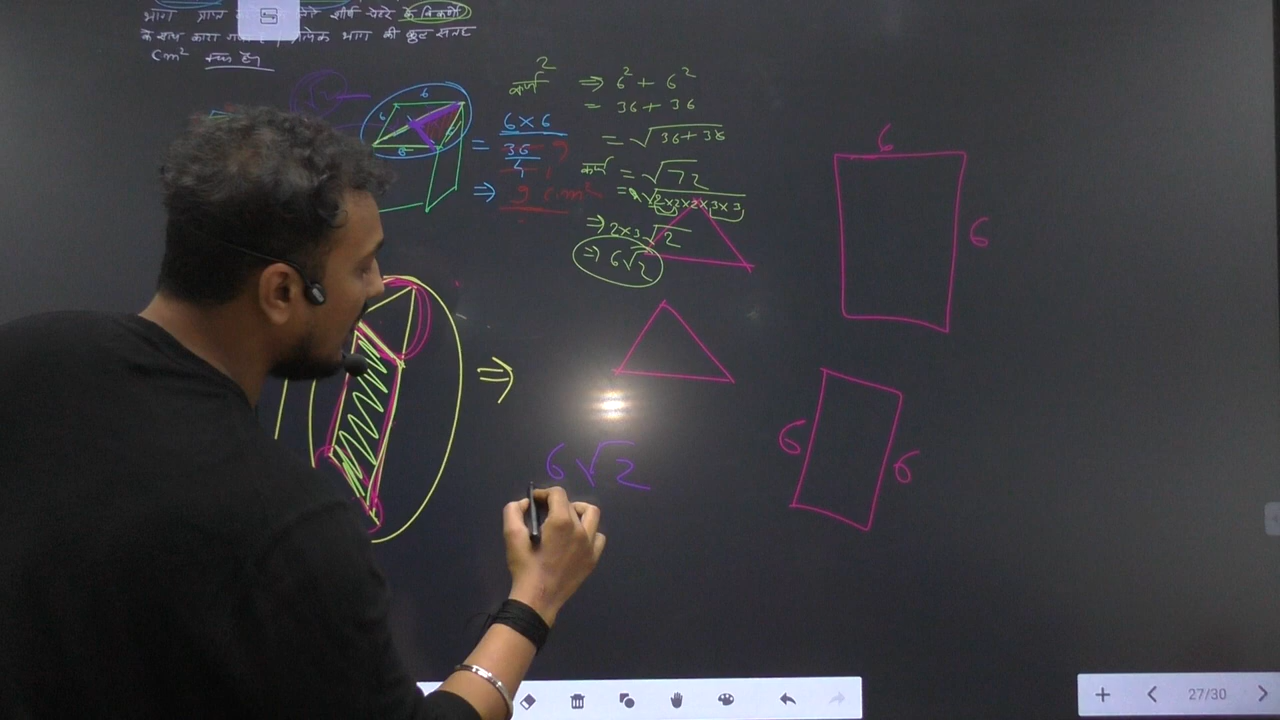 भाग प्राप्त शीर्ष के विकर्णो
के साथ काटा भाग की कुल सतह
cm²
6
6
6
6 × 6
= 36/4
⇒ 9 cm²
कर्ण² ⇒ 6² + 6²
= 36 + 36
= √36+36
कर्ण = √72
= √2×2×2×3×3
⇒ 2×3√2
⇒ 6√2
⇒
6√2
6
6
6
6
27/30